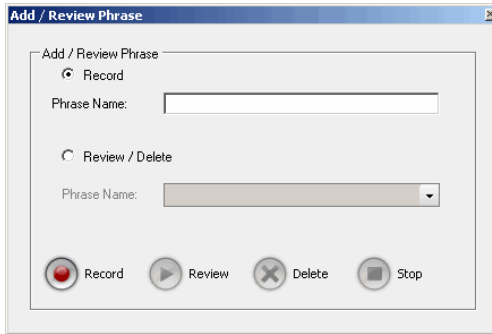 Add / Review Phrase
Add / Review Phrase
Record
Phrase Name:
Review / Delete
Phrase Name:
Record Review Delete Stop